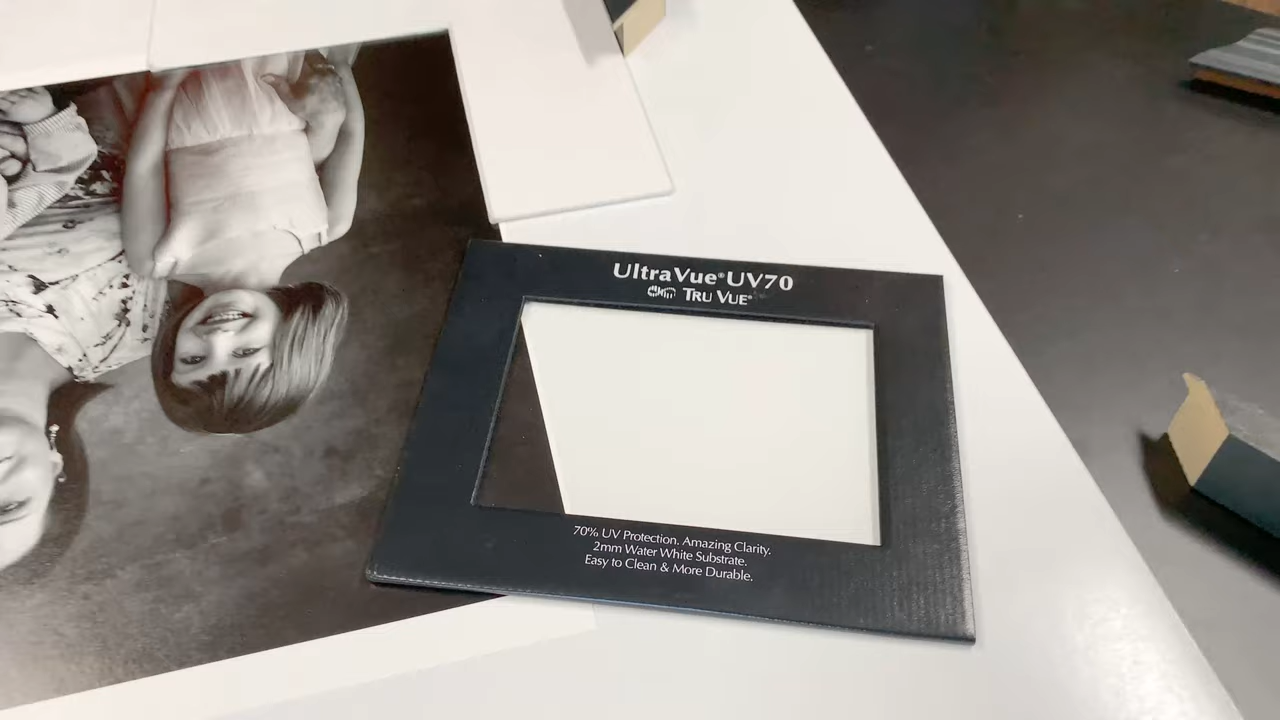 UltraVue® UV70
TRU VUE®
70% UV Protection. Amazing Clarity.
2mm Water White Substrate.
Easy to Clean & More Durable.